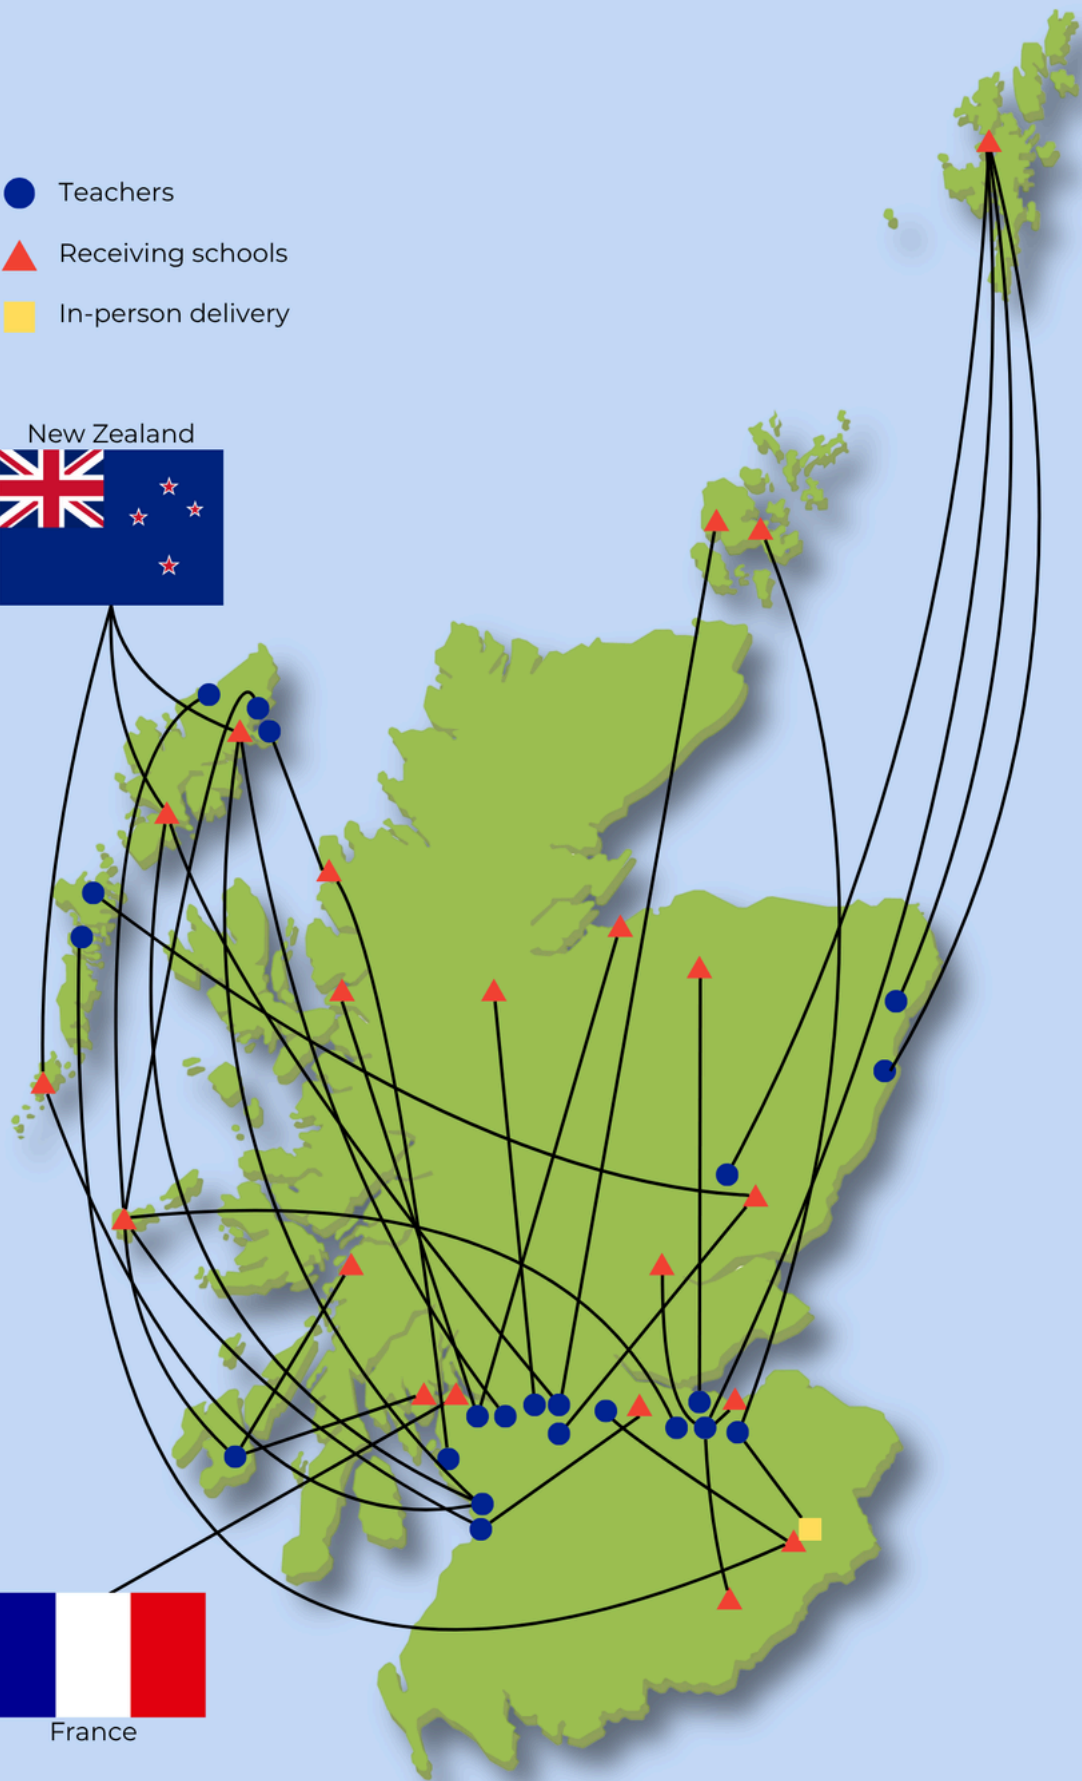 Teachers
Receiving schools
In-person delivery
New Zealand
France